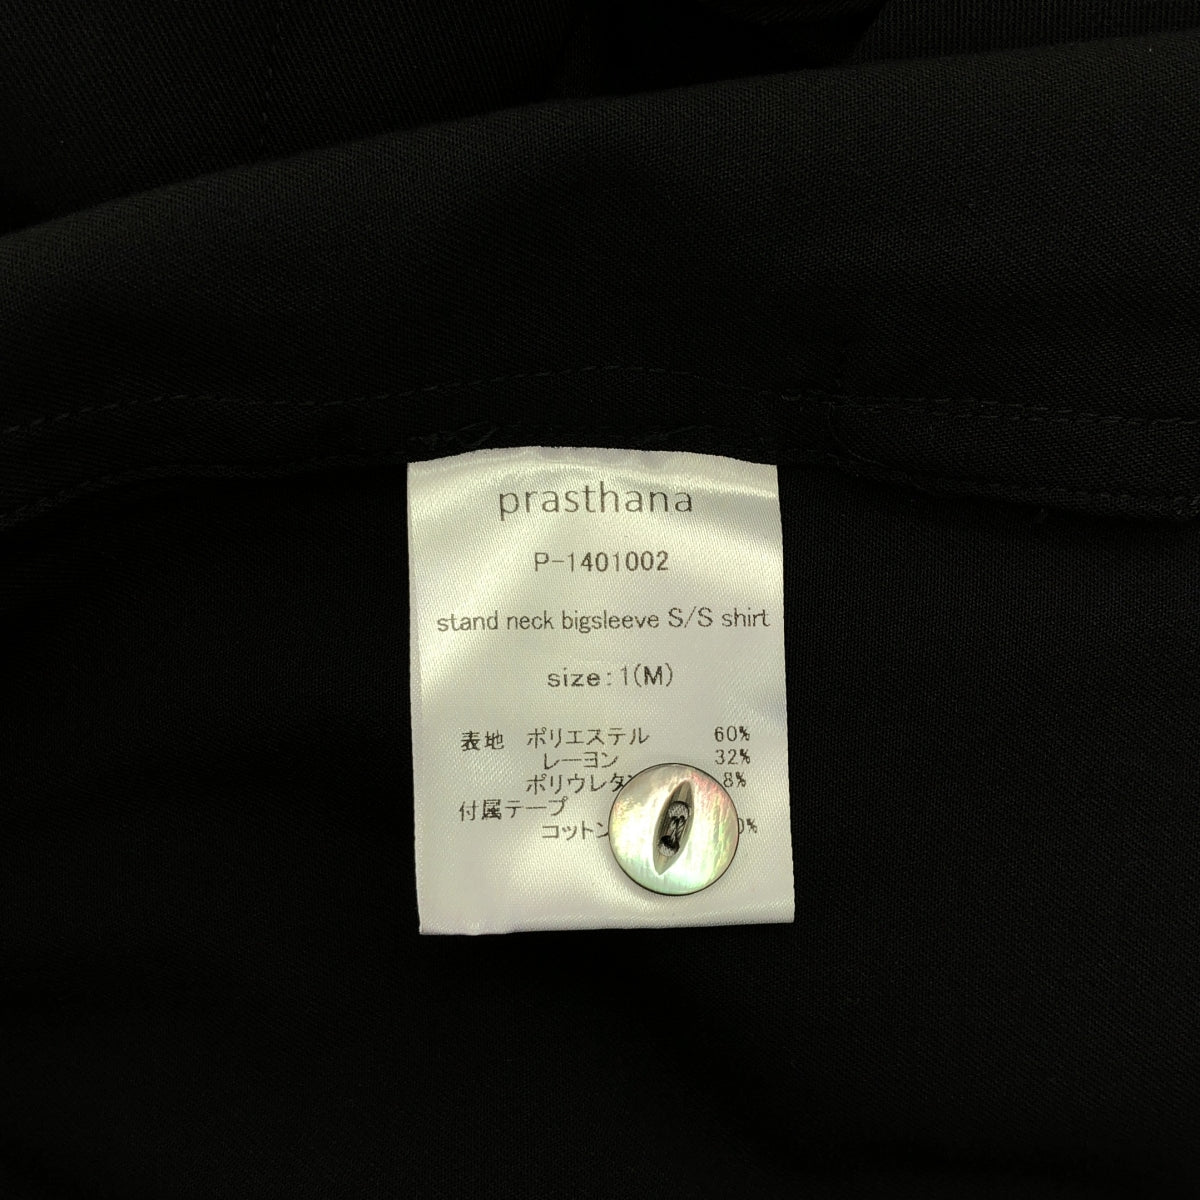 prasthana
P-1401002
stand neck bigsleeve S/S shirt
size:1(M)
表地 ポリエステル 60%
レーヨン 32%
ポリウレタ 8%
付属テープ
コットン 0%